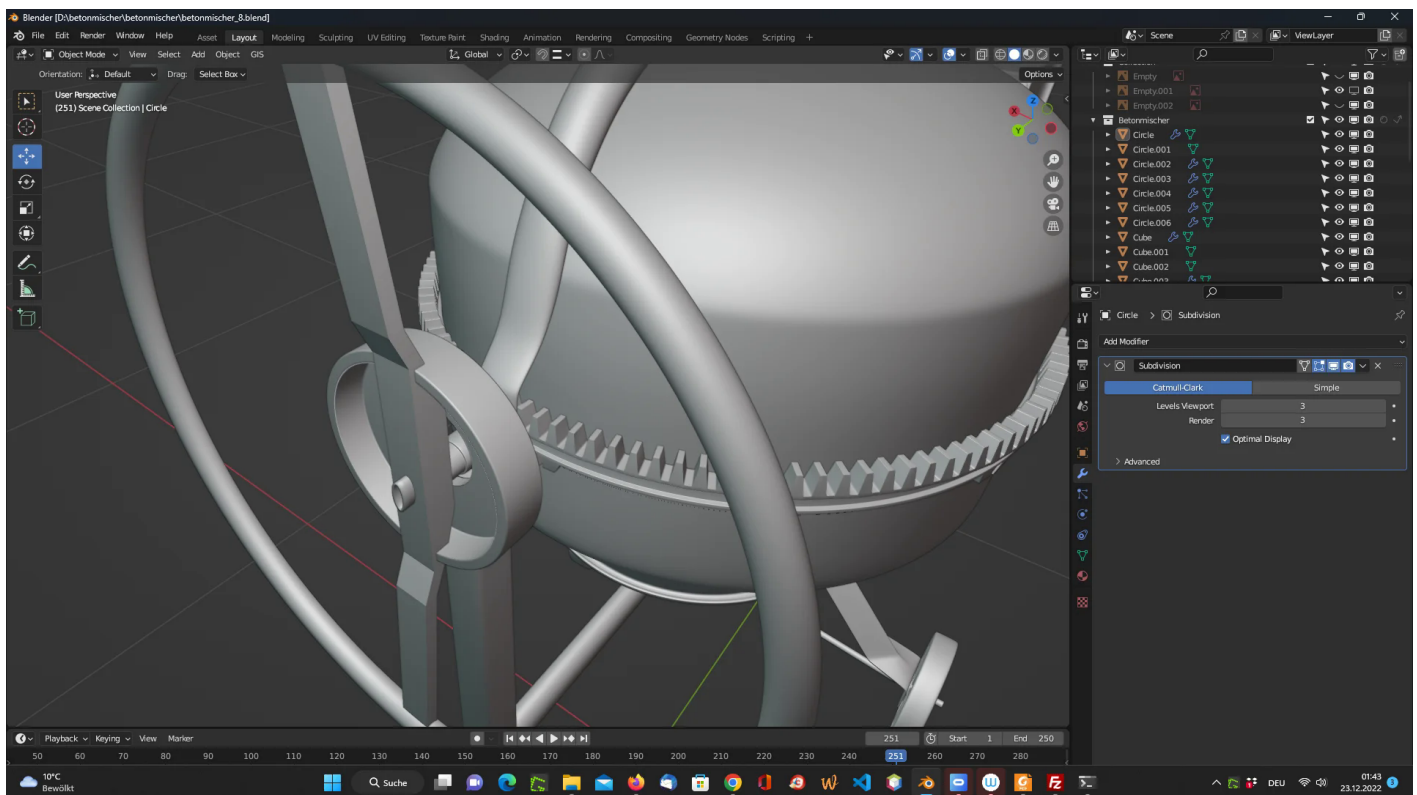 Blender [D:\betonmischer\betonmischer_8.blend]
File Edit Render Window Help Asset Layout Modeling Sculpting UV Editing Texture Paint Shading Animation Rendering Compositing Geometry Nodes Scripting + Scene ViewLayer
Object Mode View Select Add Object GIS Global
Orientation: Default Drag: Select Box Options
User Perspective
(251) Scene Collection | Circle
X
Y
Z
Empty
Empty.001
Empty.002
Betonmischer
Circle
Circle.001
Circle.002
Circle.003
Circle.004
Circle.005
Circle.006
Cube
Cube.001
Cube.002
Cube.003
Circle > Subdivision
Add Modifier
Subdivision
Catmull-Clark Simple
Levels Viewport 3
Render 3
Optimal Display
Advanced
Playback Keying View Marker 251 Start 1 End 250
50 60 70 80 90 100 110 120 130 140 150 160 170 180 190 200 210 220 230 240 251 260 270 280
10°C
Bewölkt
Suche
DEU
01:43
23.12.2022